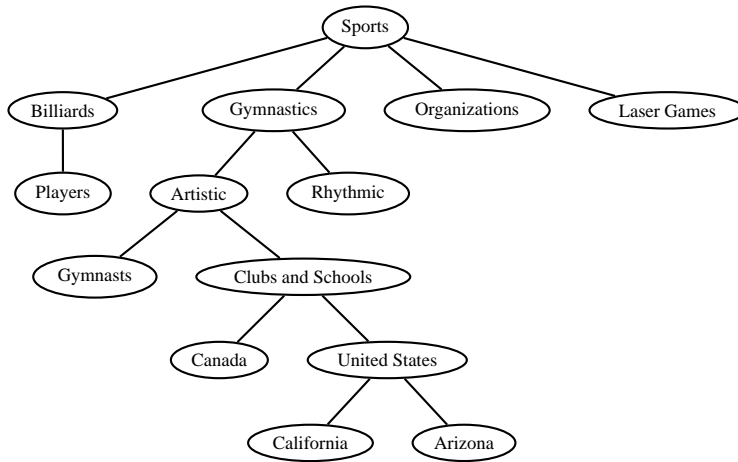 Sports
Billiards
Gymnastics
Organizations
Laser Games
Players
Artistic
Rhythmic
Gymnasts
Clubs and Schools
Canada
United States
California
Arizona